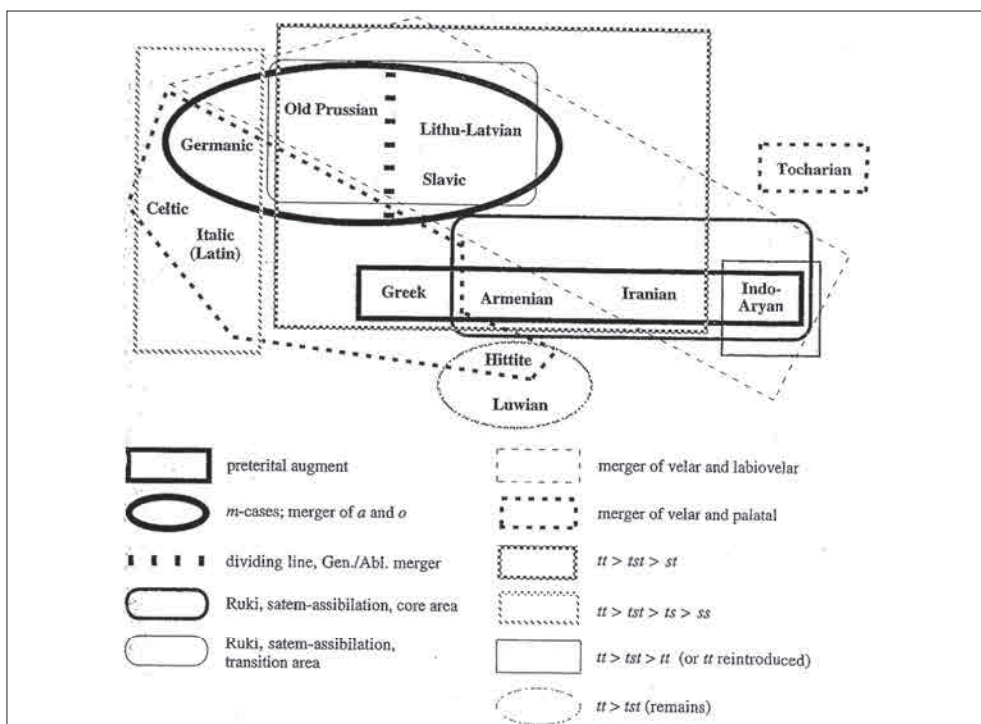 Old Prussian
Lithu-Latvian
Germanic
Slavic
Tocharian
Celtic
Italic
(Latin)
Greek
Armenian
Iranian
Indo-
Aryan
Hittite
Luwian
preterital augment
m-cases; merger of a and o
dividing line, Gen./Abl. merger
Ruki, satem-assibilation, core area
Ruki, satem-assibilation,
transition area
merger of velar and labiovelar
merger of velar and palatal
tt > tst > st
tt > tst > ts > ss
tt > tst > tt (or tt reintroduced)
tt > tst (remains)